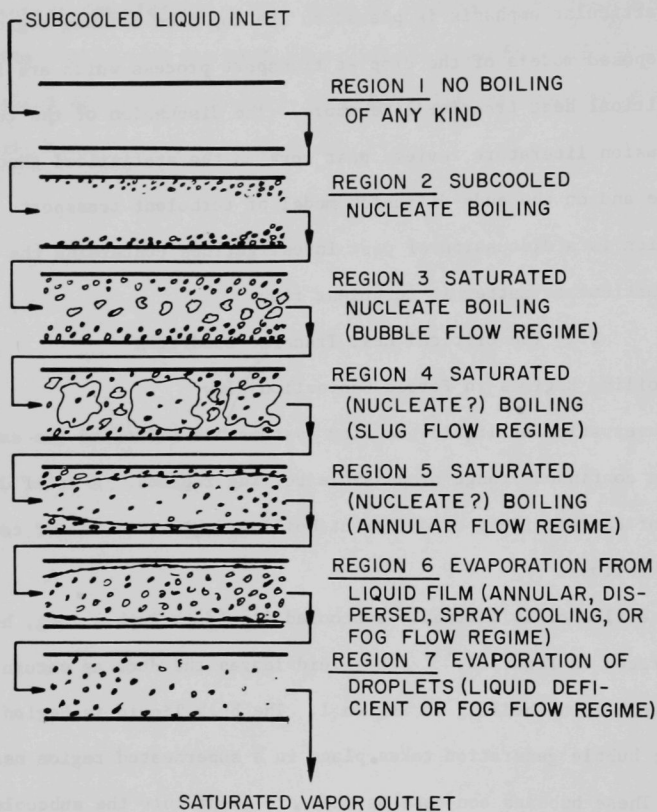 SUBCOOLED LIQUID INLET
REGION 1 NO BOILING
OF ANY KIND
REGION 2 SUBCOOLED
NUCLEATE BOILING
REGION 3 SATURATED
NUCLEATE BOILING
(BUBBLE FLOW REGIME)
REGION 4 SATURATED
(NUCLEATE?) BOILING
(SLUG FLOW REGIME)
REGION 5 SATURATED
(NUCLEATE?) BOILING
(ANNULAR FLOW REGIME)
REGION 6 EVAPORATION FROM
LIQUID FILM (ANNULAR, DIS-
PERSED, SPRAY COOLING, OR
FOG FLOW REGIME)
REGION 7 EVAPORATION OF
DROPLETS (LIQUID DEFI-
CIENT OR FOG FLOW REGIME)
SATURATED VAPOR OUTLET